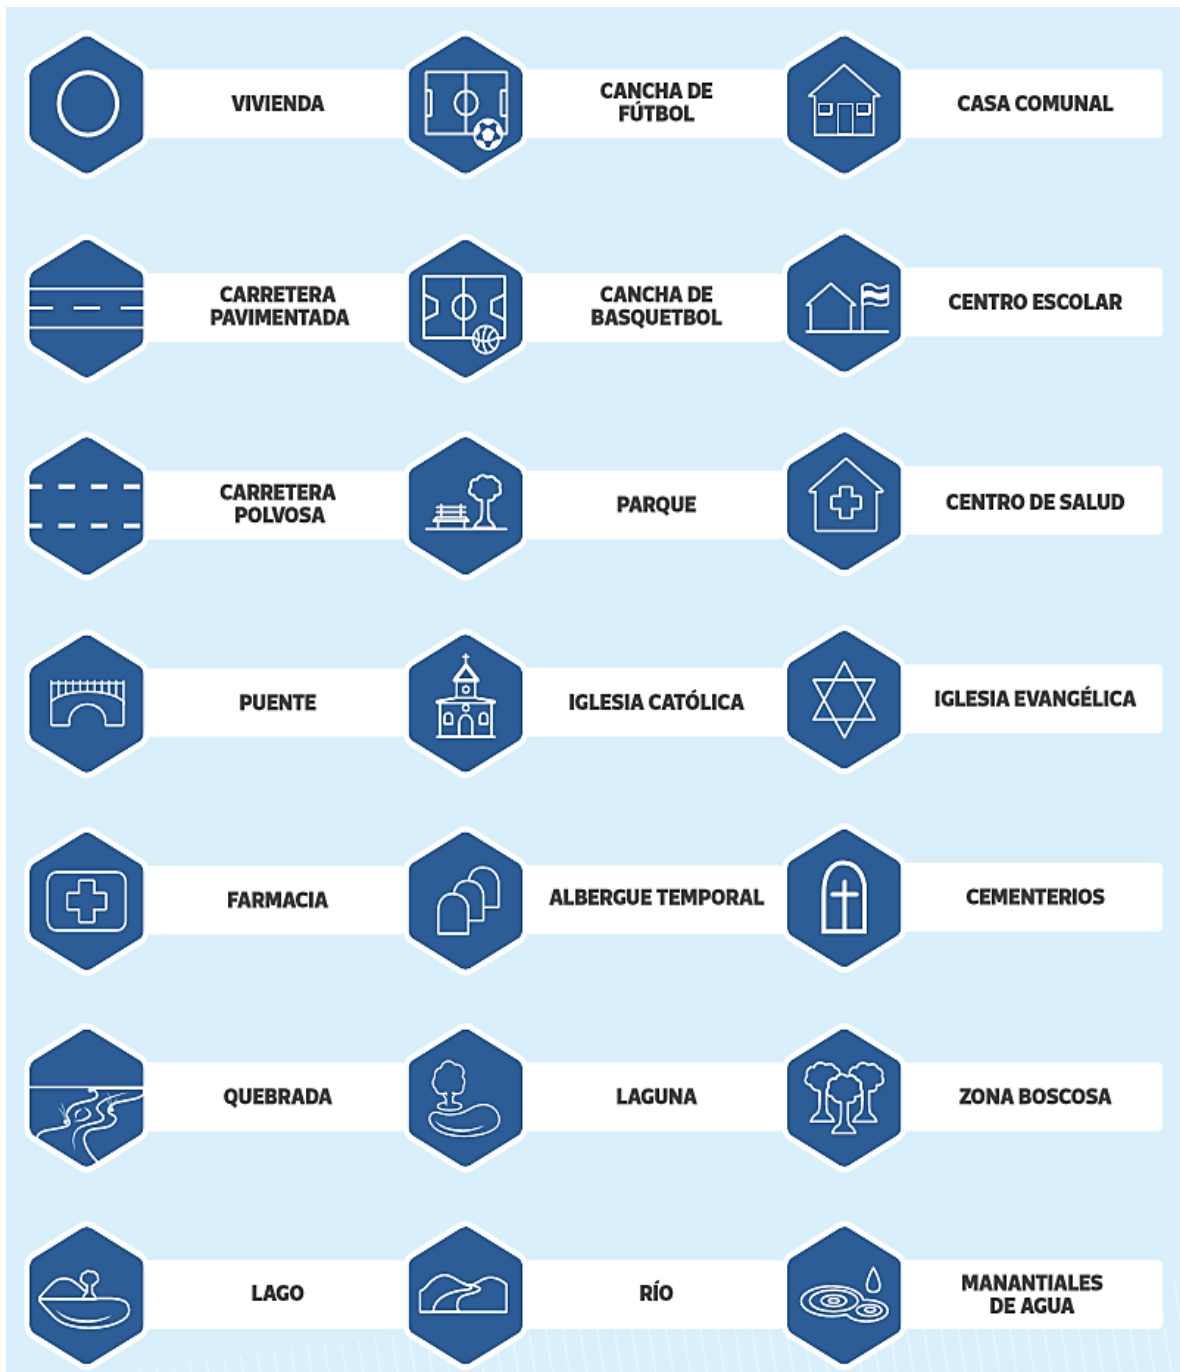 VIVIENDA
CANCHA DE
FÚTBOL
CASA COMUNAL
CARRETERA
PAVIMENTADA
CANCHA DE
BASQUETBOL
CENTRO ESCOLAR
CARRETERA
POLVOSA
PARQUE
CENTRO DE SALUD
PUENTE
IGLESIA CATÓLICA
IGLESIA EVANGÉLICA
FARMACIA
ALBERGUE TEMPORAL
CEMENTERIOS
QUEBRADA
LAGUNA
ZONA BOSCOSA
LAGO
RÍO
MANANTIALES
DE AGUA